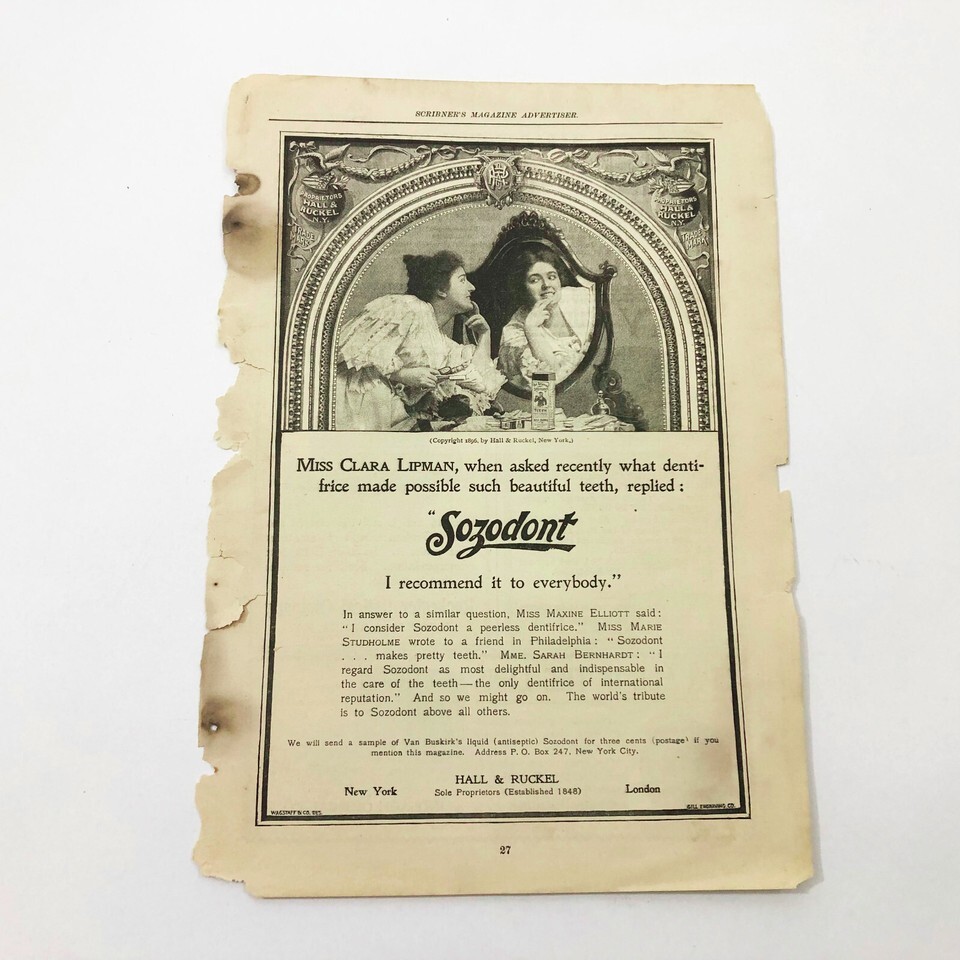 SCRIBNER'S MAGAZINE ADVERTISER.
PROPRIETORS
HALL &
RUCKEL
N.Y.
TRADE
MARK
PROPRIETORS
HALL &
RUCKEL
N.Y.
TRADE
MARK
(Copyright 1896, by Hall & Ruckel, New York.)
MISS CLARA LIPMAN, when asked recently what denti-
frice made possible such beautiful teeth, replied:
"Sozodont
I recommend it to everybody."
In answer to a similar question, MISS MAXINE ELLIOTT said:
"I consider Sozodont a peerless dentifrice." MISS MARIE
STUDHOLME wrote to a friend in Philadelphia: "Sozodont
. . . makes pretty teeth." MME. SARAH BERNHARDT: "I
regard Sozodont as most delightful and indispensable in
the care of the teeth—the only dentifrice of international
reputation." And so we might go on. The world's tribute
is to Sozodont above all others.
We will send a sample of Van Buskirk's liquid (antiseptic) Sozodont for three cents (postage) if you
mention this magazine. Address P. O. Box 247, New York City.
HALL & RUCKEL
New York Sole Proprietors (Established 1848) London
WAGSTAFF & CO. DES. GILL ENGRAVING CO.
27